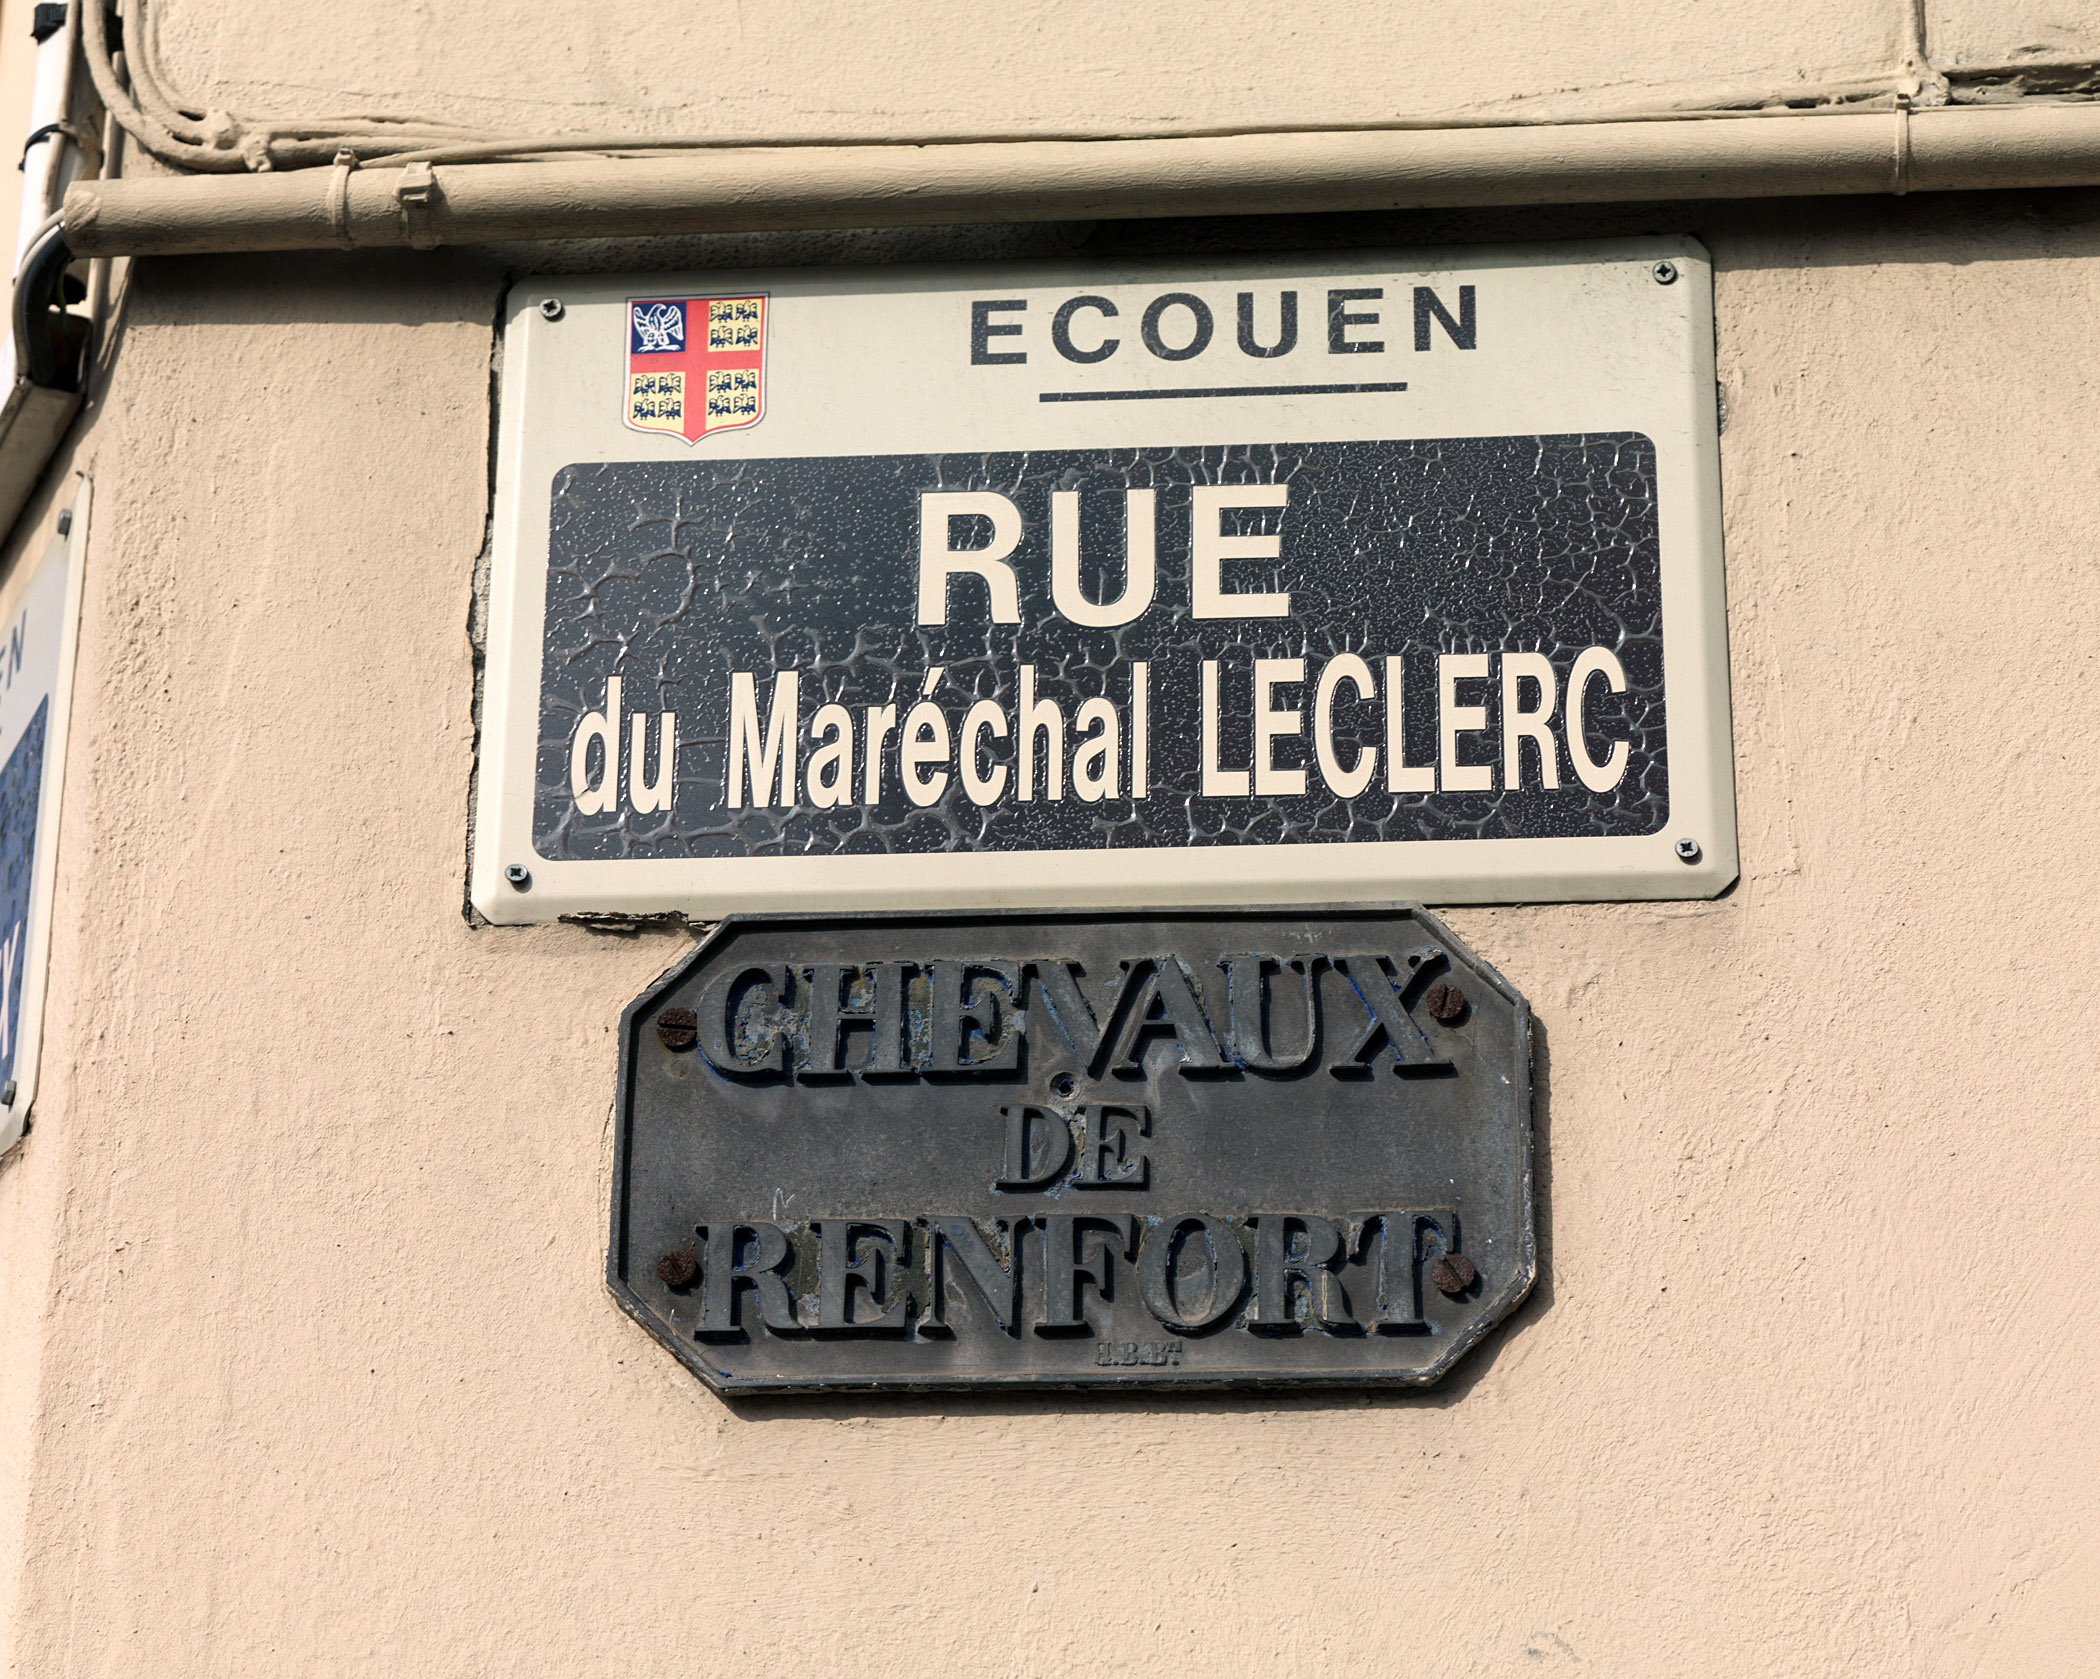 ECOUEN
RUE
du Maréchal LECLERC
CHEVAUX
DE
RENFORT